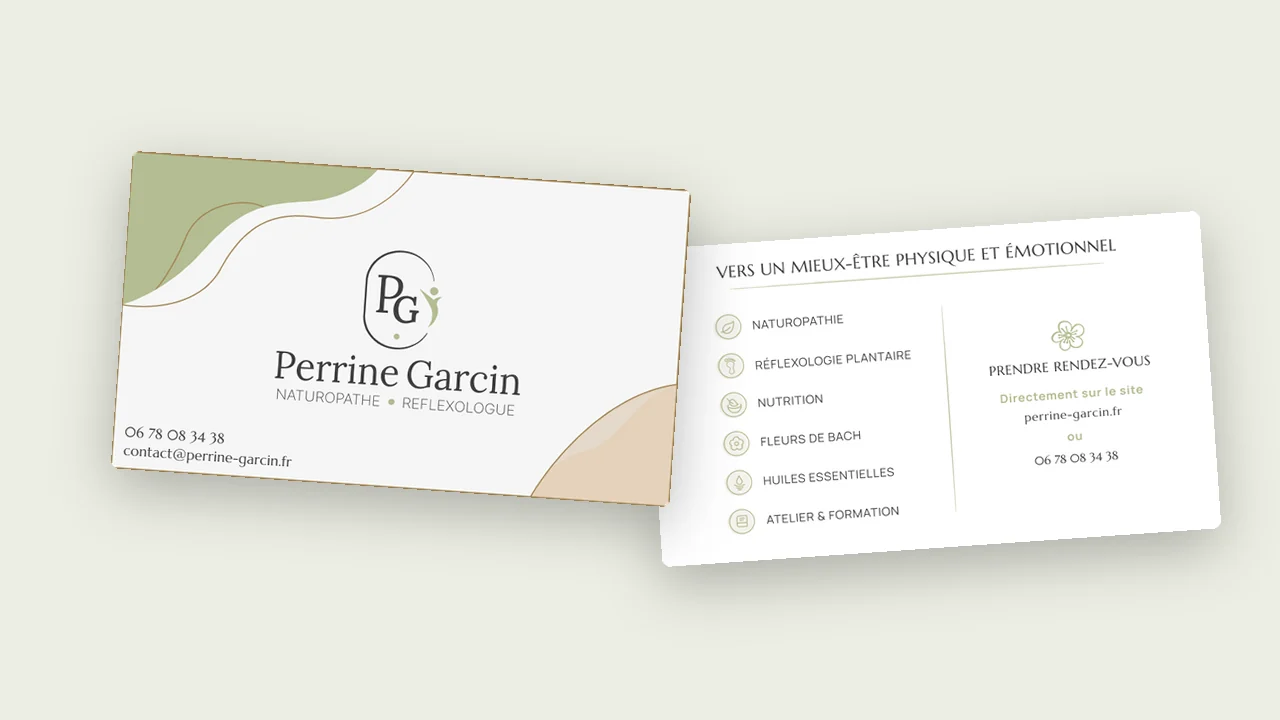 PG
Perrine Garcin
NATUROPATHE • REFLEXOLOGUE
06 78 08 34 38
contact@perrine-garcin.fr
VERS UN MIEUX-ÊTRE PHYSIQUE ET ÉMOTIONNEL
NATUROPATHIE
RÉFLEXOLOGIE PLANTAIRE
NUTRITION
FLEURS DE BACH
HUILES ESSENTIELLES
ATELIER & FORMATION
PRENDRE RENDEZ-VOUS
Directement sur le site
perrine-garcin.fr
ou
06 78 08 34 38